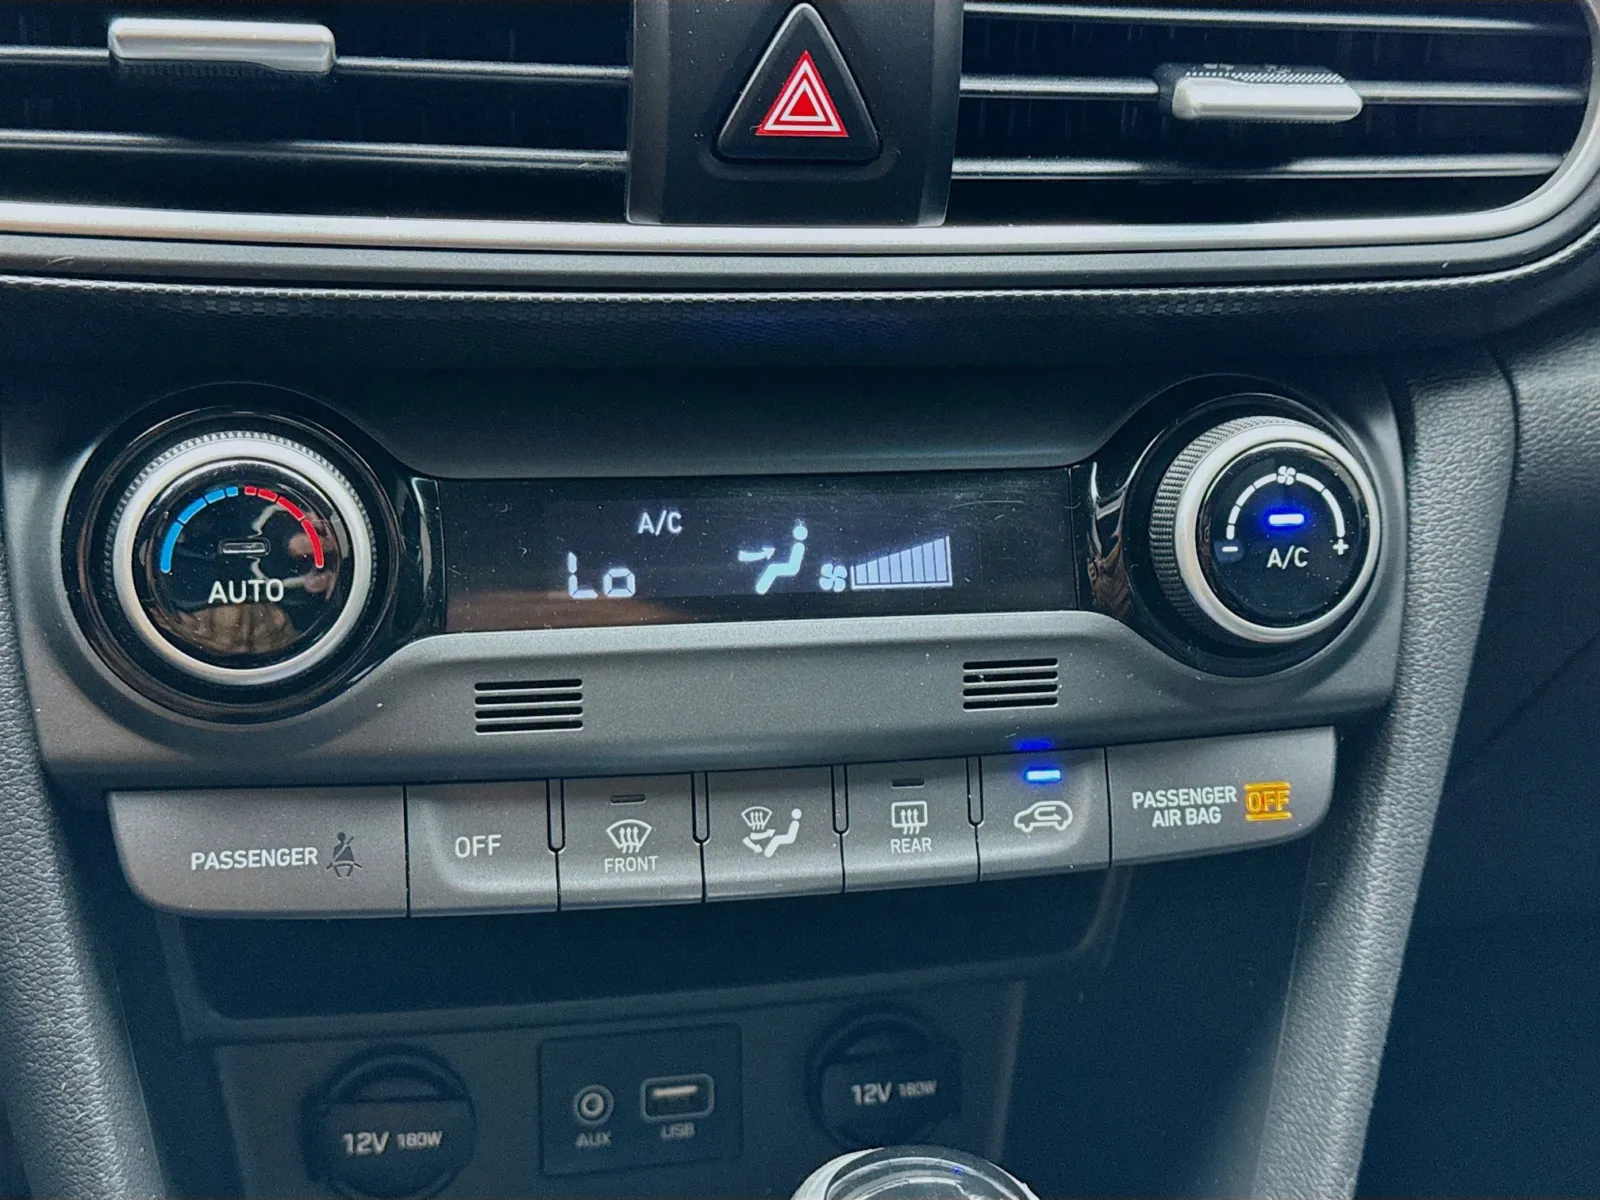 A/C
Lo
AUTO
- A/C +
PASSENGER
OFF
FRONT
REAR
PASSENGER
AIR BAG
OFF
12V 180W
AUX
USB
12V 180W